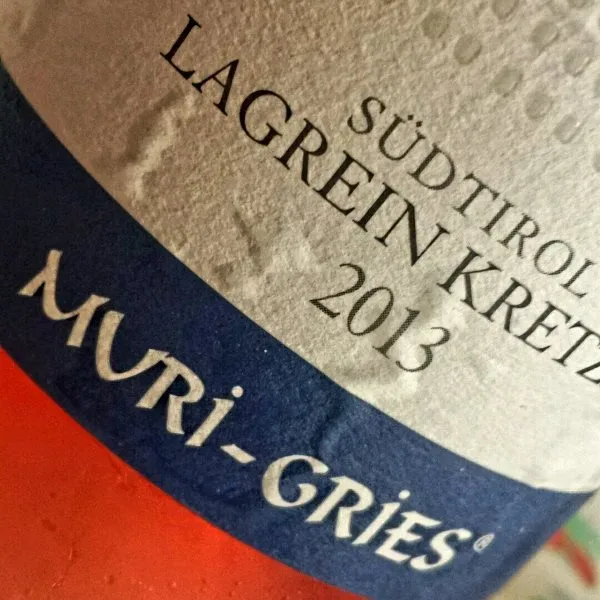 SÜDTIROL
LAGREIN KRETZ
2013
MURi-GRiES®